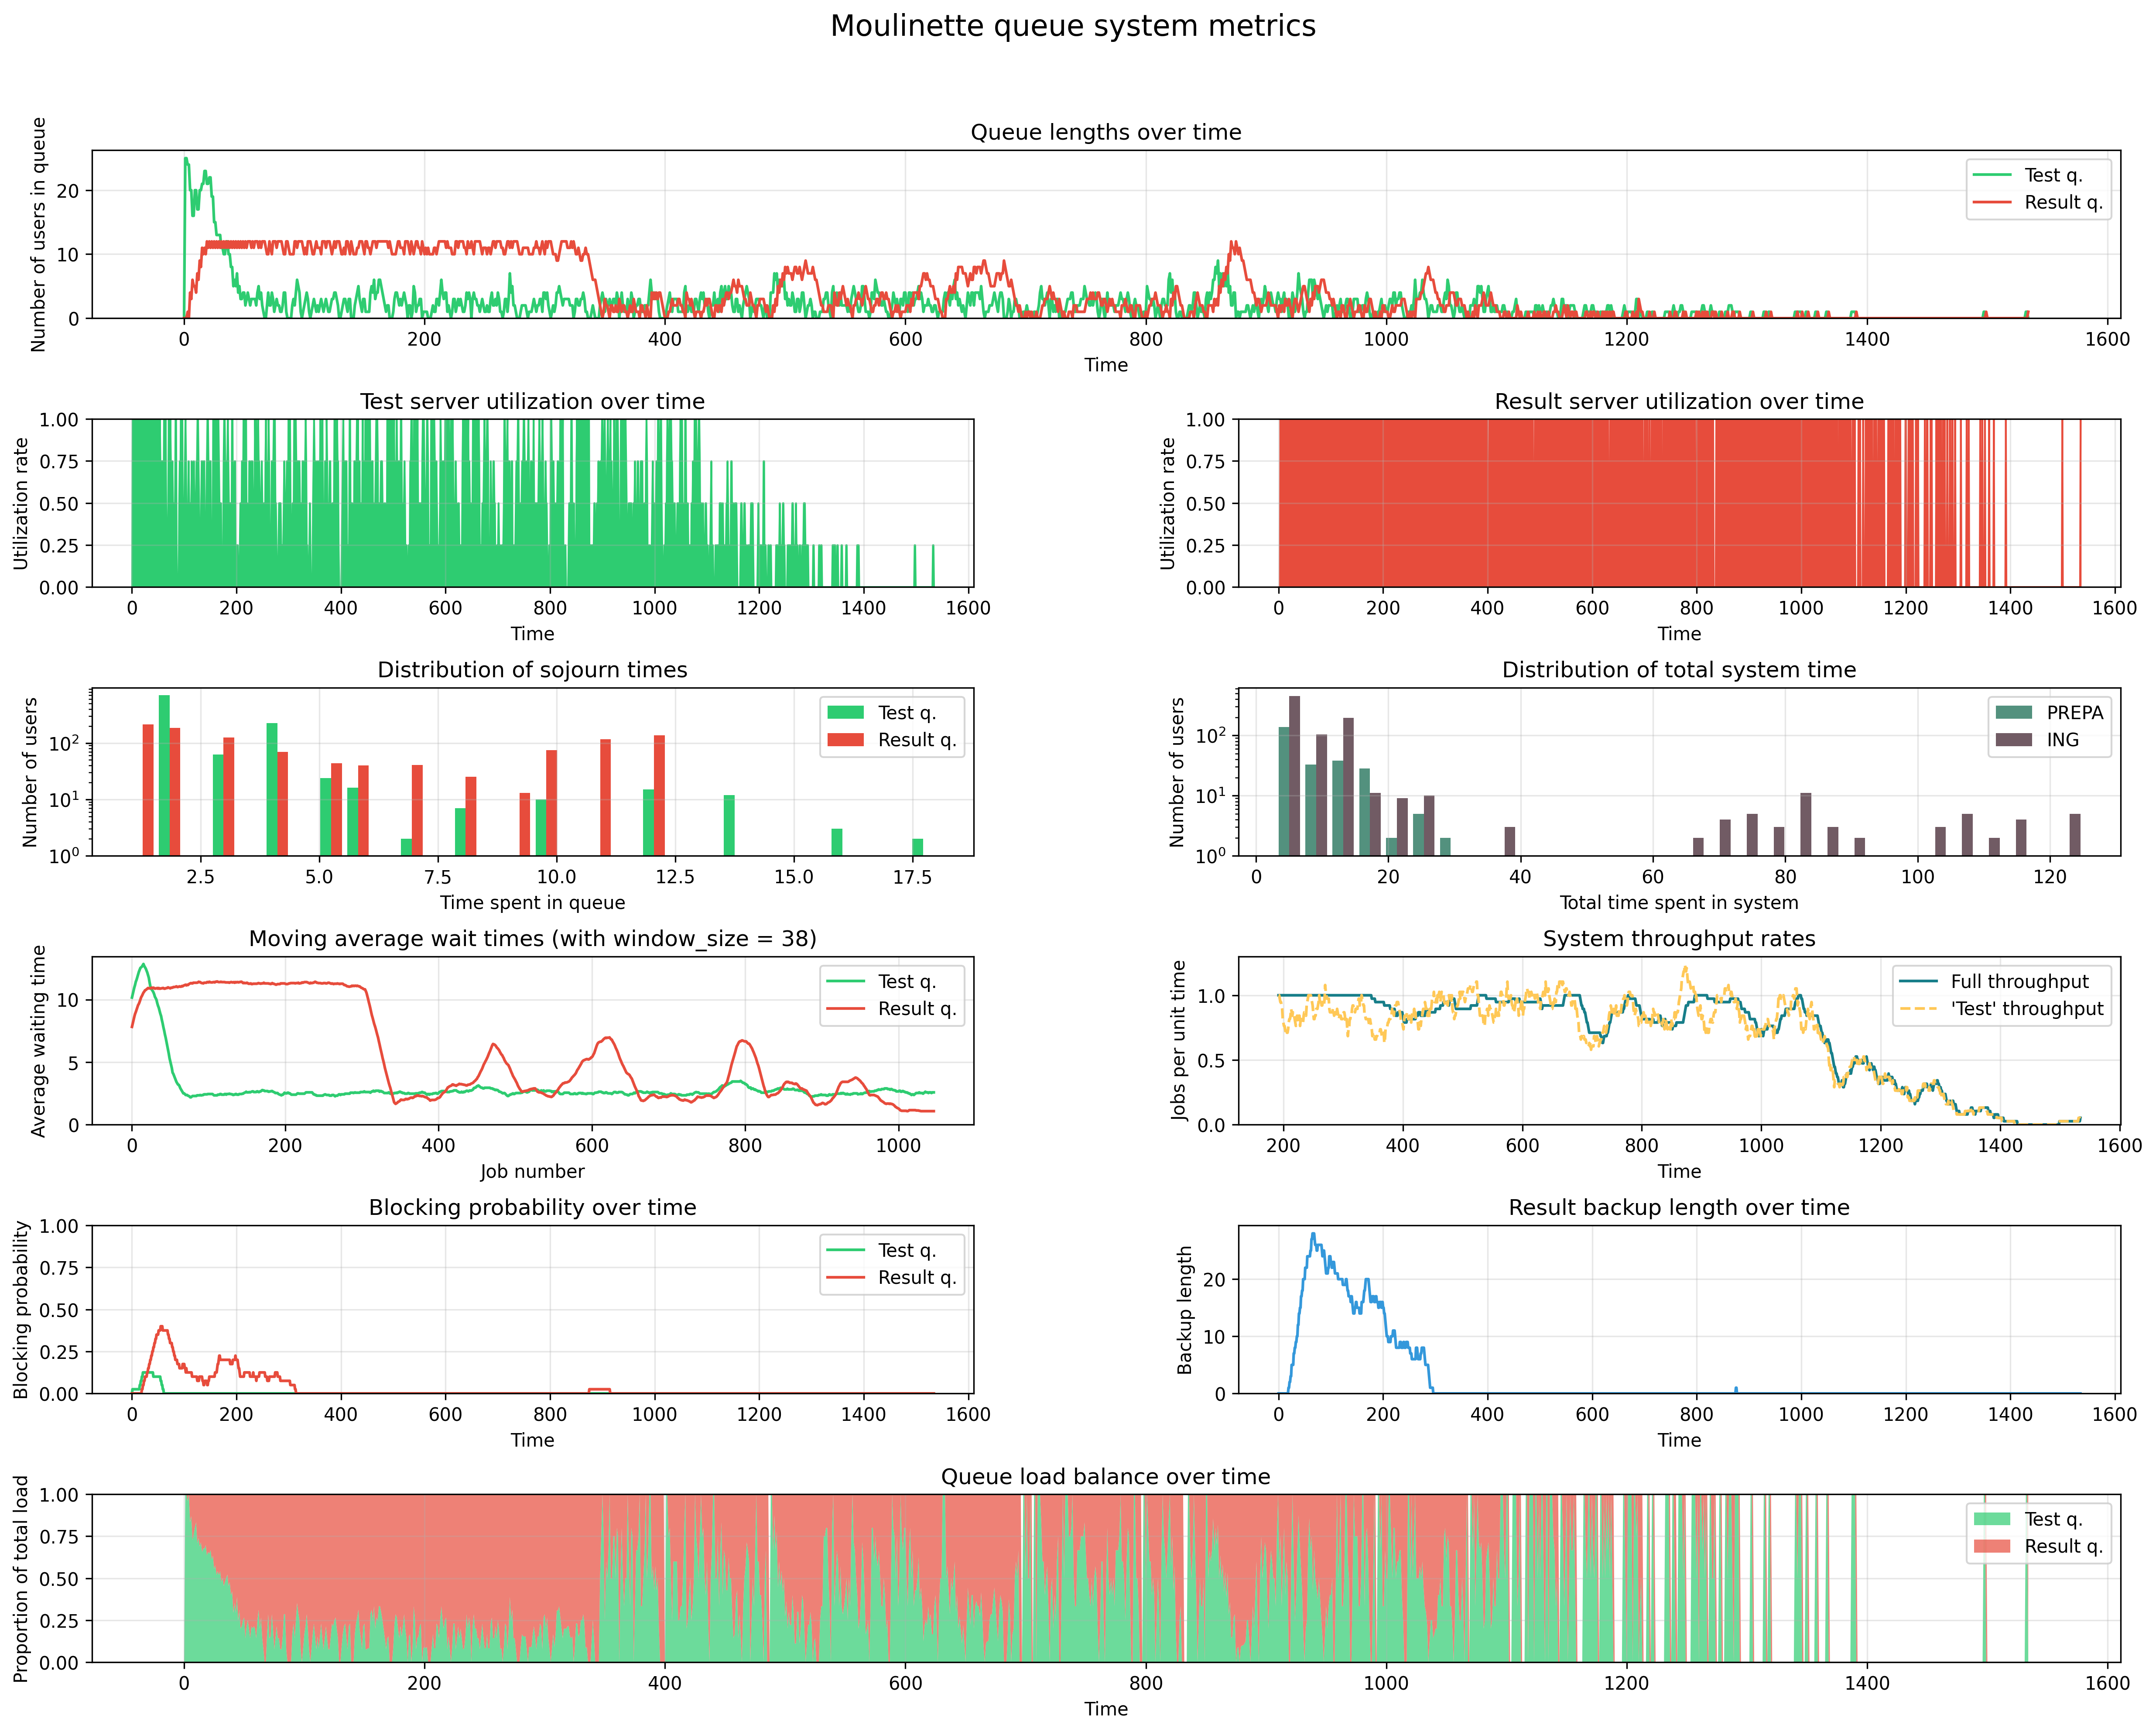 Moulinette queue system metrics
Queue lengths over time
Number of users in queue
20
10
0
Test q.
Result q.
0 200 400 600 800 1000 1200 1400 1600
Time
Test server utilization over time
Utilization rate
1.00
0.75
0.50
0.25
0.00
0 200 400 600 800 1000 1200 1400 1600
Time
Result server utilization over time
Utilization rate
1.00
0.75
0.50
0.25
0.00
0 200 400 600 800 1000 1200 1400 1600
Time
Distribution of sojourn times
Number of users
10²
10¹
10⁰
Test q.
Result q.
2.5 5.0 7.5 10.0 12.5 15.0 17.5
Time spent in queue
Distribution of total system time
Number of users
10²
10¹
10⁰
PREPA
ING
0 20 40 60 80 100 120
Total time spent in system
Moving average wait times (with window_size = 38)
Average waiting time
10
5
0
Test q.
Result q.
0 200 400 600 800 1000
Job number
System throughput rates
Jobs per unit time
1.0
0.5
0.0
Full throughput
'Test' throughput
200 400 600 800 1000 1200 1400 1600
Time
Blocking probability over time
Blocking probability
1.00
0.75
0.50
0.25
0.00
Test q.
Result q.
0 200 400 600 800 1000 1200 1400 1600
Time
Result backup length over time
Backup length
20
10
0
0 200 400 600 800 1000 1200 1400 1600
Time
Queue load balance over time
Proportion of total load
1.00
0.75
0.50
0.25
0.00
Test q.
Result q.
0 200 400 600 800 1000 1200 1400 1600
Time